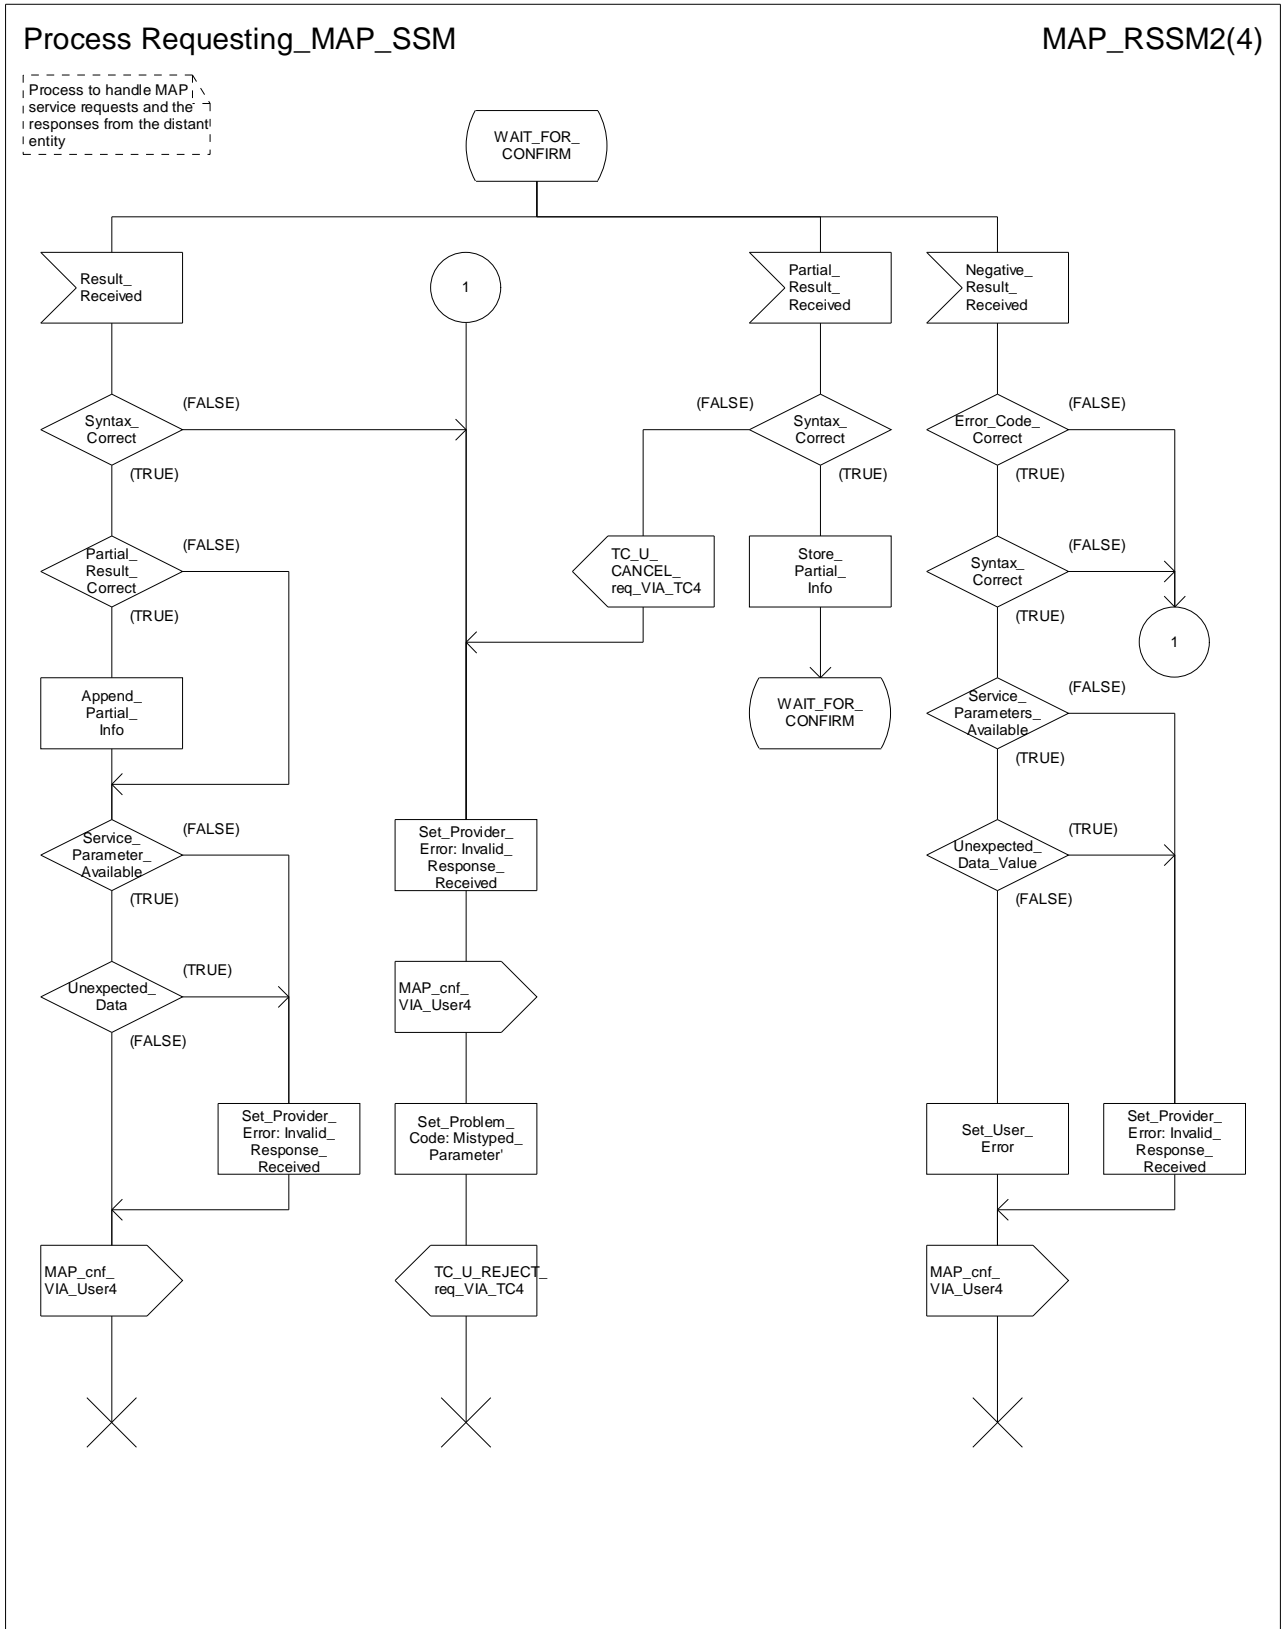 Process Requesting_MAP_SSM
MAP_RSSM2(4)
Process to handle MAP
service requests and the
responses from the distant
entity
WAIT_FOR_
CONFIRM
Result_
Received
1
Partial_
Result_
Received
Negative_
Result_
Received
(FALSE)
Syntax_
Correct
(TRUE)
(FALSE)
Syntax_
Correct
(TRUE)
(FALSE)
Error_Code_
Correct
(TRUE)
Partial_
Result_
Correct
(FALSE)
(TRUE)
TC_U_
CANCEL_
req_VIA_TC4
Store_
Partial_
Info
Syntax_
Correct
(FALSE)
(TRUE)
1
Append_
Partial_
Info
WAIT_FOR_
CONFIRM
Service_
Parameters_
Available
(FALSE)
(TRUE)
Service_
Parameter_
Available
(FALSE)
(TRUE)
Set_Provider_
Error: Invalid_
Response_
Received
Unexpected_
Data_Value
(TRUE)
(FALSE)
Unexpected_
Data
(TRUE)
(FALSE)
MAP_cnf_
VIA_User4
Set_Provider_
Error: Invalid_
Response_
Received
Set_Problem_
Code: Mistyped_
Parameter'
Set_User_
Error
Set_Provider_
Error: Invalid_
Response_
Received
MAP_cnf_
VIA_User4
TC_U_REJECT_
req_VIA_TC4
MAP_cnf_
VIA_User4